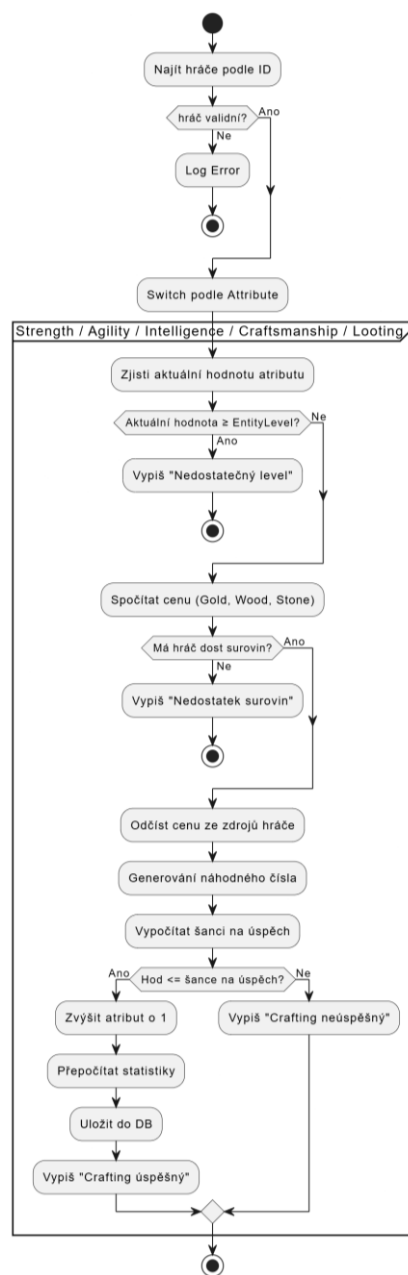 Najít hráče podle ID
hráč validní?
Ano
Ne
Log Error
Switch podle Attribute
Strength / Agility / Intelligence / Craftsmanship / Looting
Zjisti aktuální hodnotu atributu
Aktuální hodnota ≥ EntityLevel?
Ne
Ano
Vypiš "Nedostatečný level"
Spočítat cenu (Gold, Wood, Stone)
Má hráč dost surovin?
Ano
Ne
Vypiš "Nedostatek surovin"
Odčíst cenu ze zdrojů hráče
Generování náhodného čísla
Vypočítat šanci na úspěch
Ano
Hod <= šance na úspěch?
Ne
Zvýšit atribut o 1
Vypiš "Crafting neúspěšný"
Přepočítat statistiky
Uložit do DB
Vypiš "Crafting úspěšný"